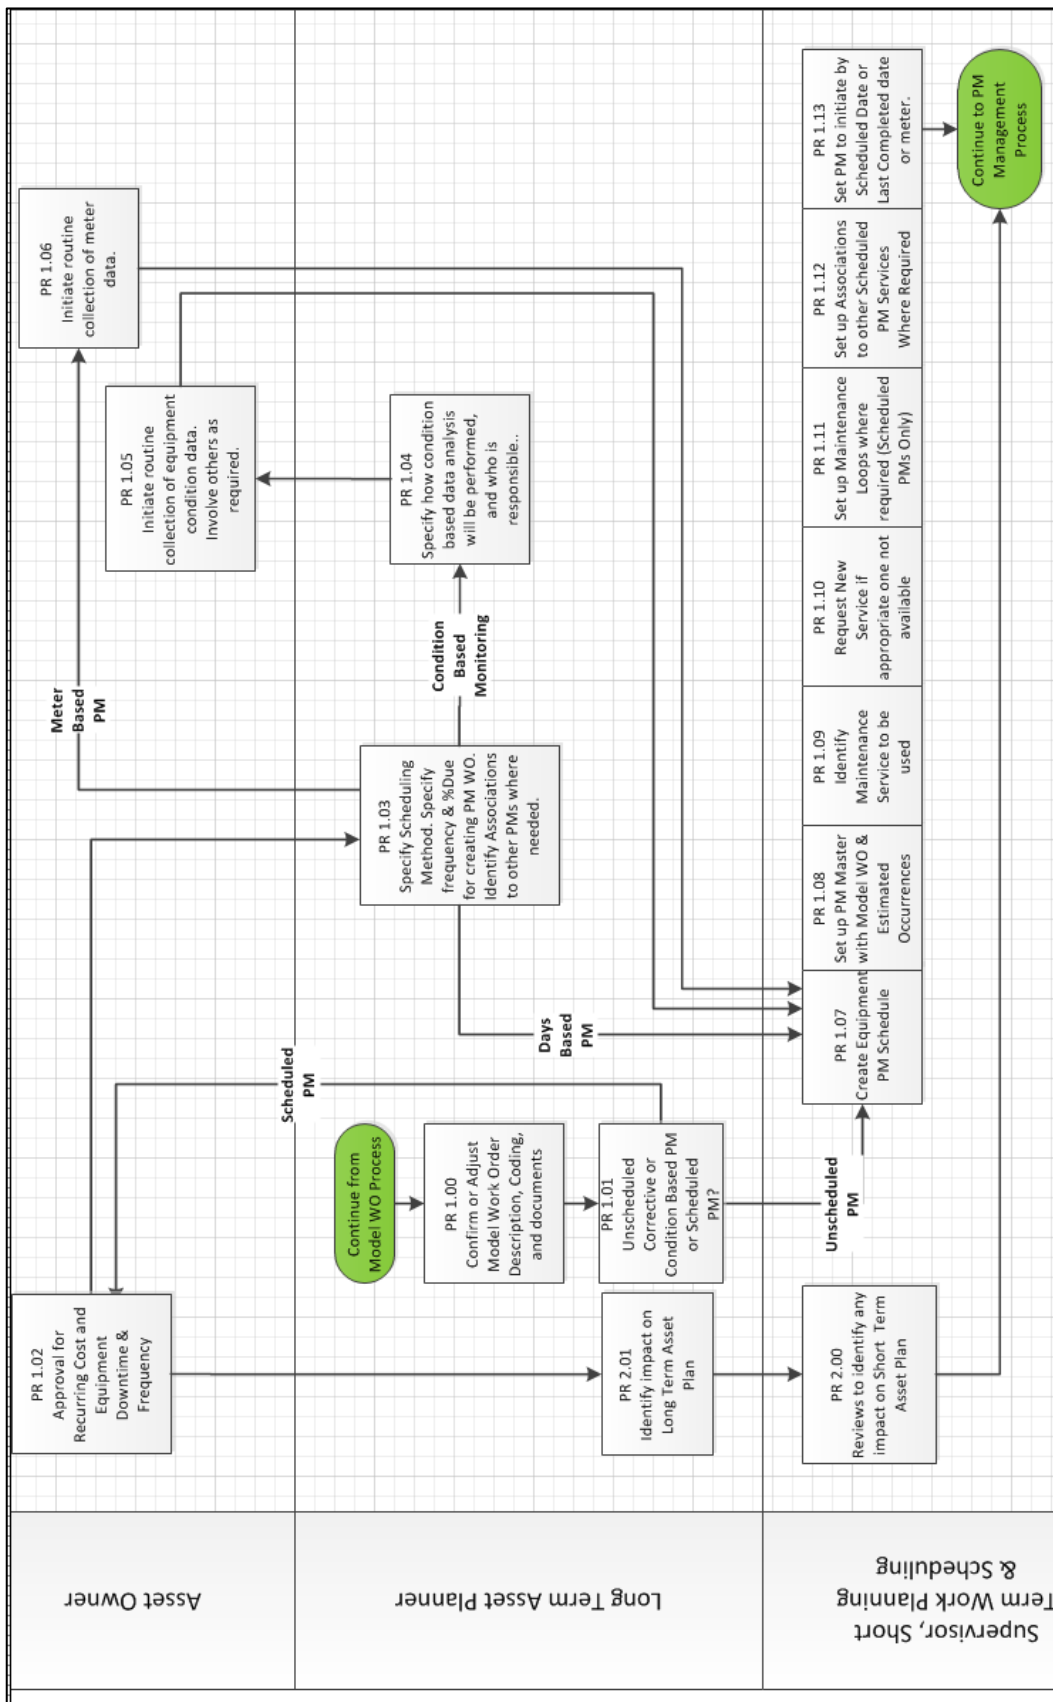 Asset Owner
PR 1.02
Approval for
Recurring Cost and
Equipment
Downtime &
Frequency
PR 1.05
Initiate routine
collection of equipment
condition data.
Involve others as
required.
PR 1.06
Initiate routine
collection of meter
data.
Meter
Based
PM
Scheduled
PM
Long Term Asset Planner
Continue from
Model WO Process
PR 1.00
Confirm or Adjust
Model Work Order
Description, Coding,
and documents
PR 1.01
Unscheduled
Corrective or
Condition Based PM
or Scheduled
PM?
PR 2.01
Identify impact on
Long Term Asset
Plan
PR 1.03
Specify Scheduling
Method. Specify
frequency & %Due
for creating PM WO.
Identify Associations
to other PMs where
needed.
Condition
Based
Monitoring
PR 1.04
Specify how condition
based data analysis
will be performed,
and who is
responsible..
Days
Based
PM
Supervisor, Short
Term Work Planning
& Scheduling
PR 2.00
Reviews to identify any
impact on Short Term
Asset Plan
Unscheduled
PM
PR 1.07
Create Equipment
PM Schedule
PR 1.08
Set up PM Master
with Model WO &
Estimated
Occurrences
PR 1.09
Identify
Maintenance
Service to be
used
PR 1.10
Request New
Service if
appropriate one not
available
PR 1.11
Set up Maintenance
Loops where
required (Scheduled
PMs Only)
PR 1.12
Set up Associations
to other Scheduled
PM Services
Where Required
PR 1.13
Set PM to initiate by
Scheduled Date or
Last Completed date
or meter.
Continue to PM
Management
Process